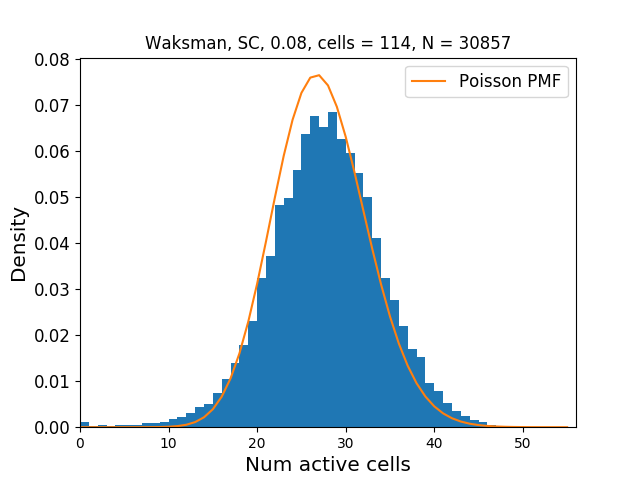 Waksman, SC, 0.08, cells = 114, N = 30857
Poisson PMF
0.08
0.07
0.06
0.05
0.04
0.03
0.02
0.01
0.00
Density
0 10 20 30 40 50
Num active cells